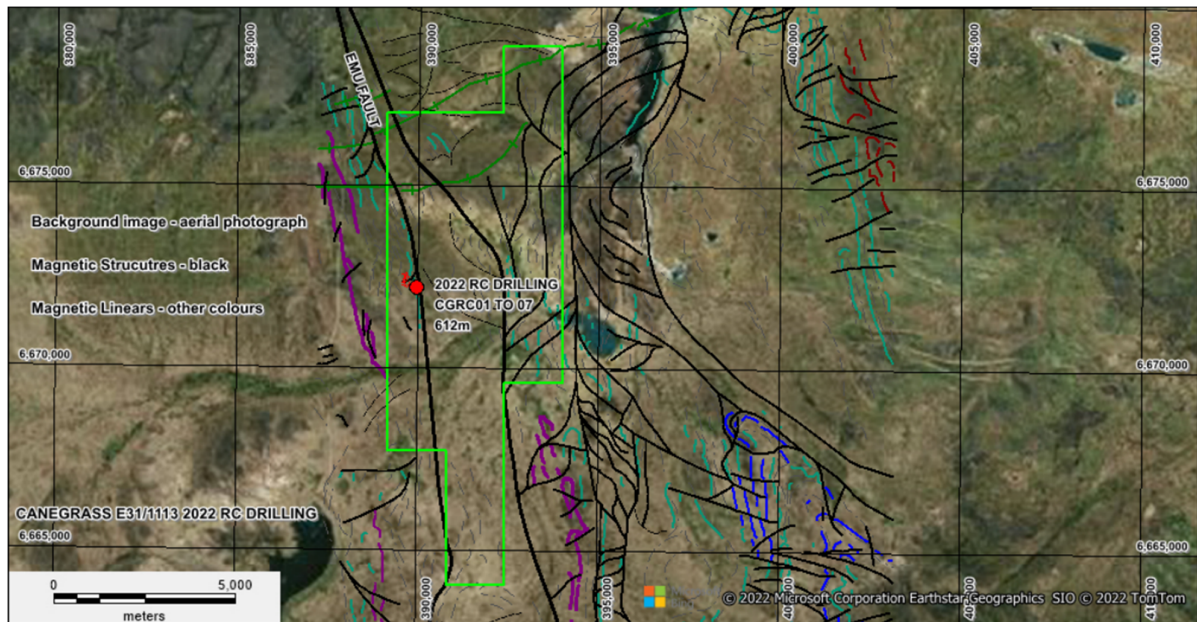 380,000
385,000
390,000
395,000
400,000
405,000
410,000
EMU FAULT
6,675,000
6,675,000
Background image - aerial photograph
Magnetic Strucutres - black
Magnetic Linears - other colours
2022 RC DRILLING
CGRC01 TO 07
612m
6,670,000
6,670,000
CANEGRASS E31/1113 2022 RC DRILLING
6,665,000
6,665,000
0 5,000
meters
390,000
395,000
405,000
410,000
© 2022 Microsoft Corporation Earthstar Geographics SIO © 2022 TomTom